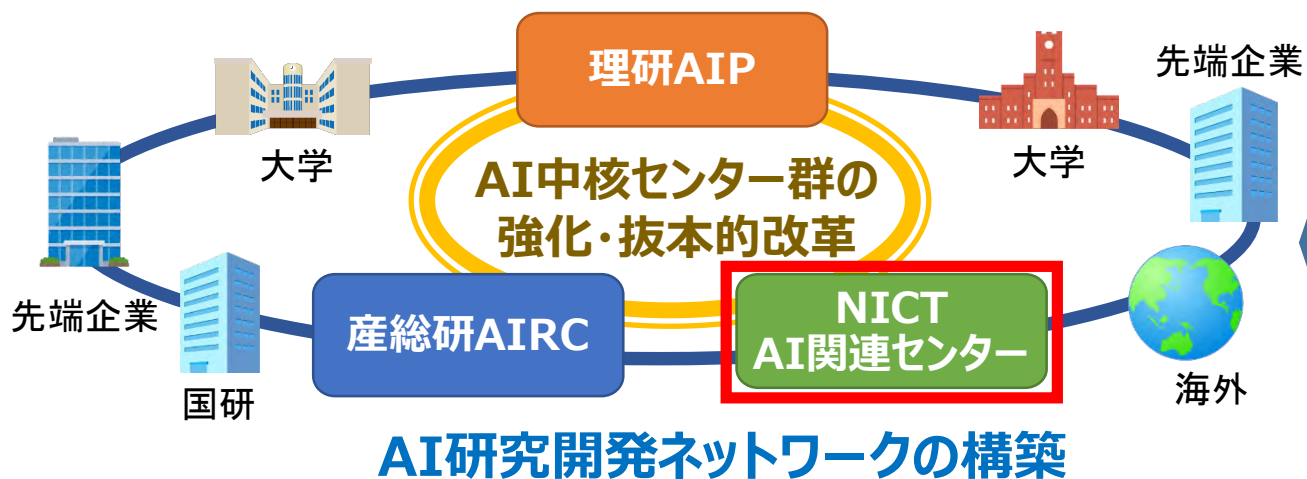 理研AIP
先端企業
大学
大学
AI中核センター群の
強化・抜本的改革
先端企業
国研
産総研AIRC
NICT
AI関連センター
海外
AI研究開発ネットワークの構築